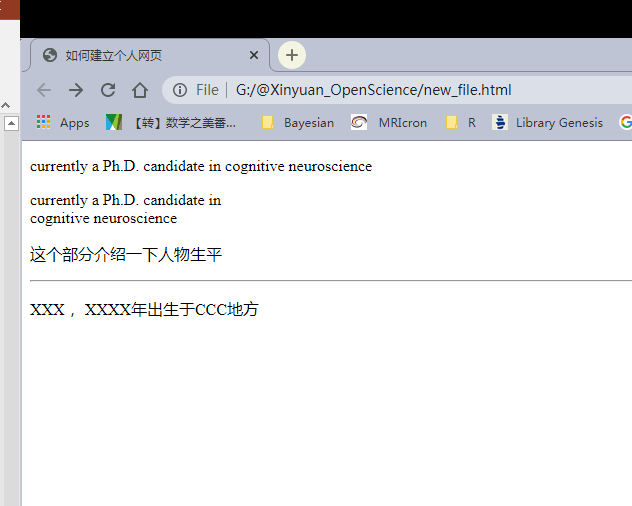 如何建立个人网页
File
G:/@Xinyuan_OpenScience/new_file.html
Apps 【转】数学之美番... Bayesian MRIcron R Library Genesis
currently a Ph.D. candidate in cognitive neuroscience
currently a Ph.D. candidate in
cognitive neuroscience
这个部分介绍一下人物生平
XXX ，XXXX年出生于CCC地方